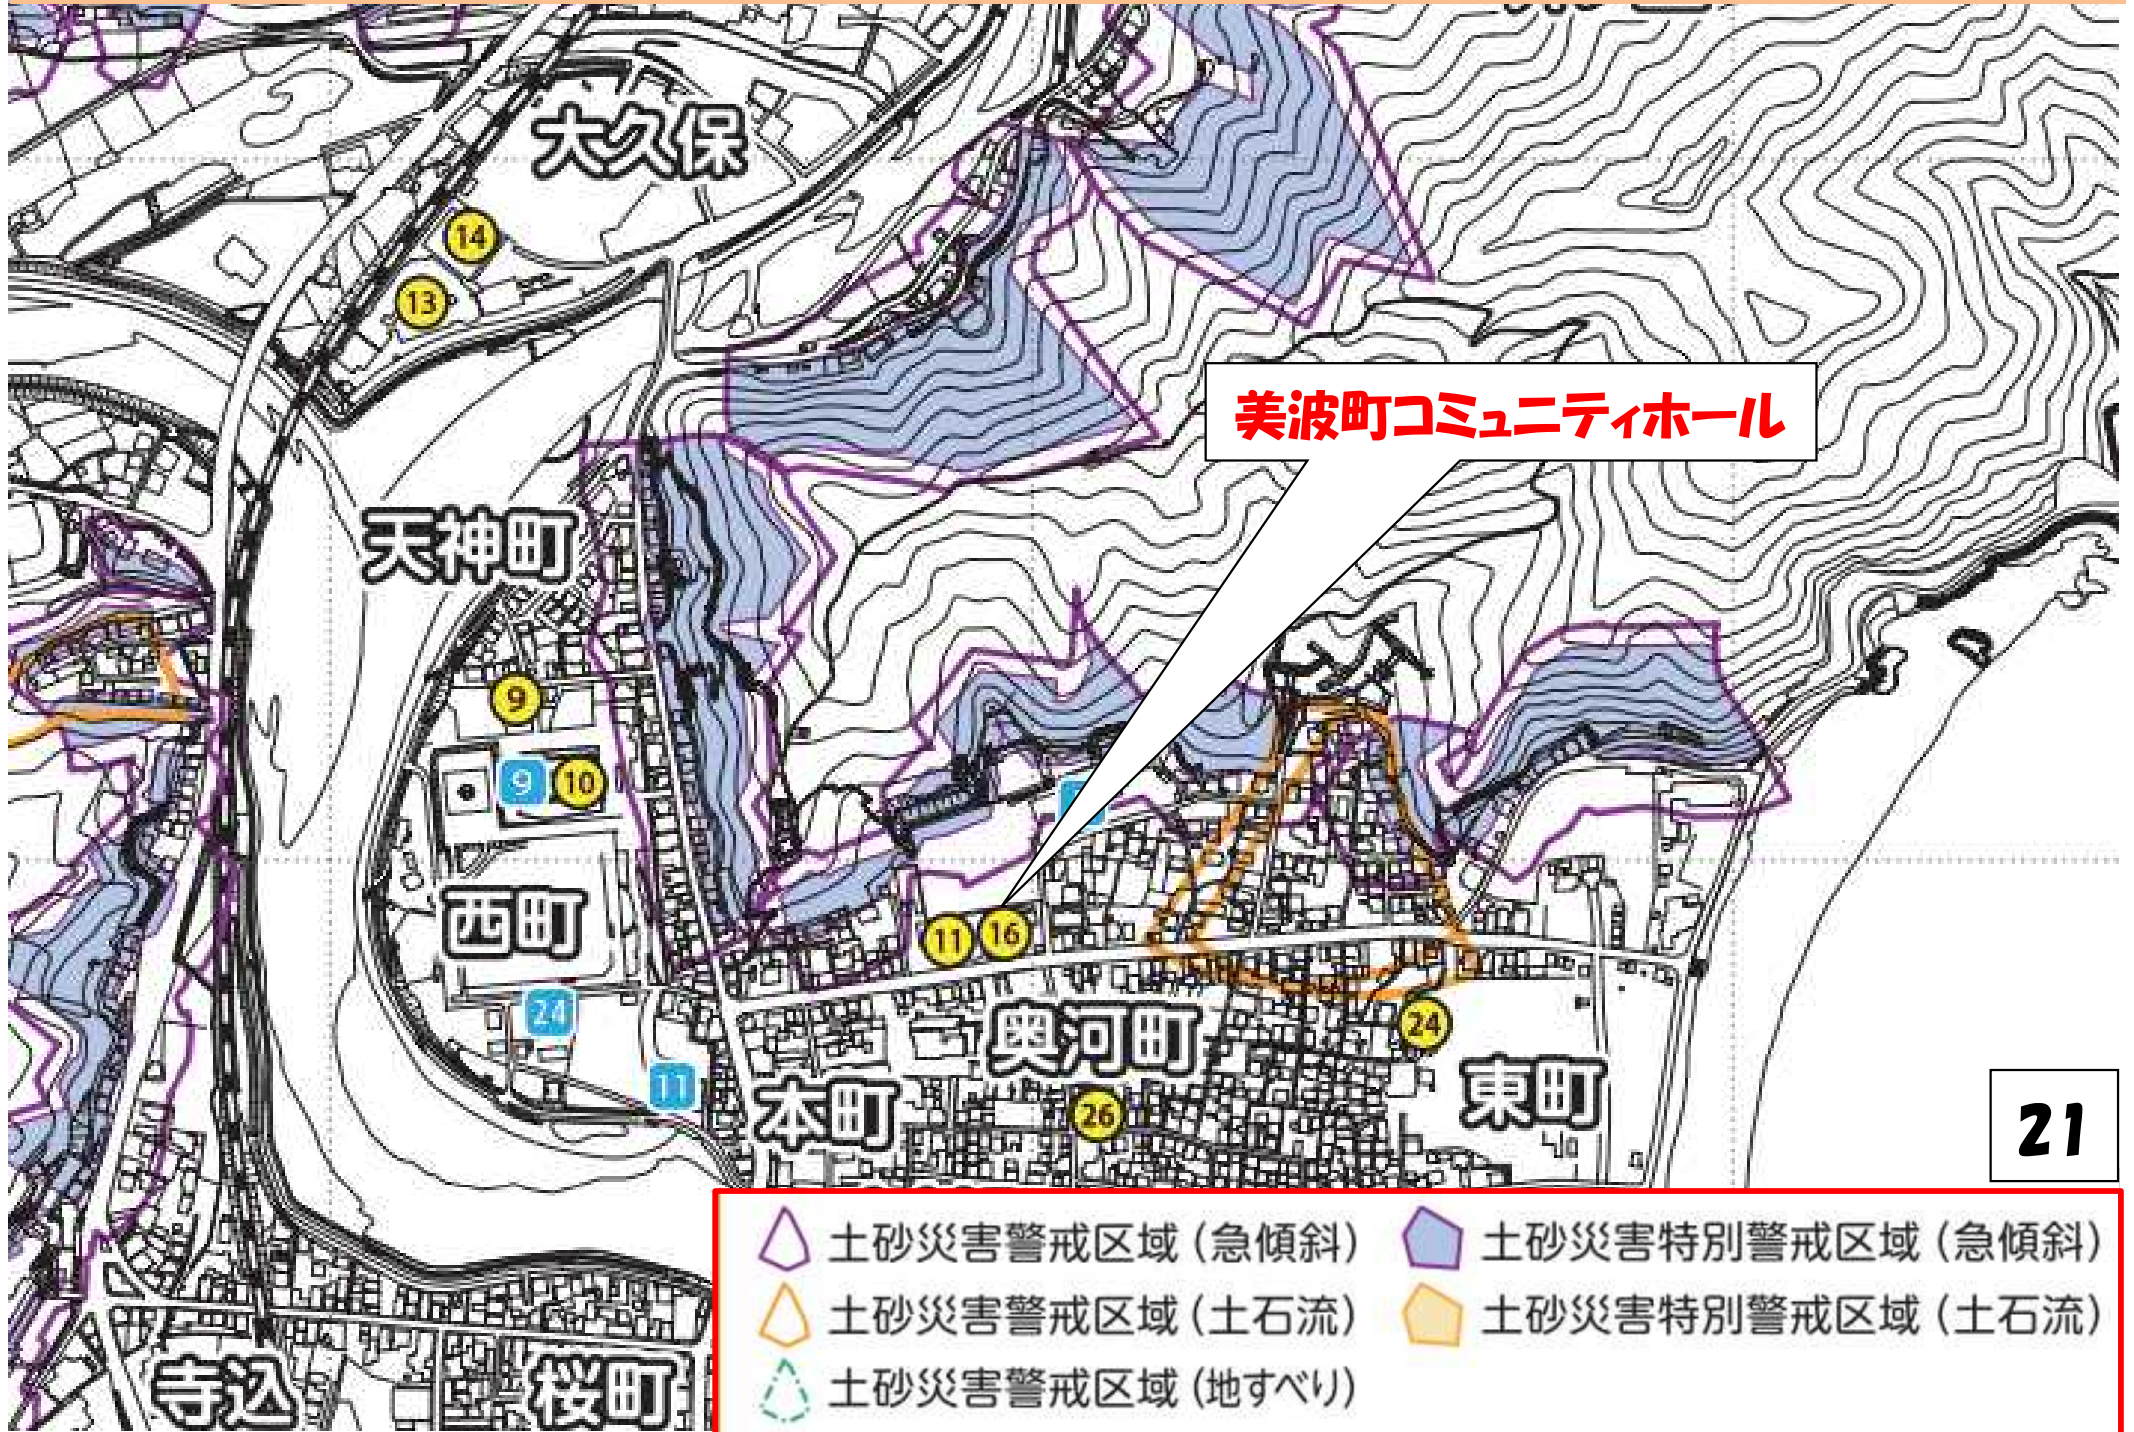 大久保
14
13
美波町コミュニティホール
天神町
9
9
10
西町
11
16
24
奥河町
24
11
本町
26
東町
21
土砂災害警戒区域(急傾斜)
土砂災害特別警戒区域(急傾斜)
土砂災害警戒区域(土石流)
土砂災害特別警戒区域(土石流)
土砂災害警戒区域(地すべり)
寺込
桜町